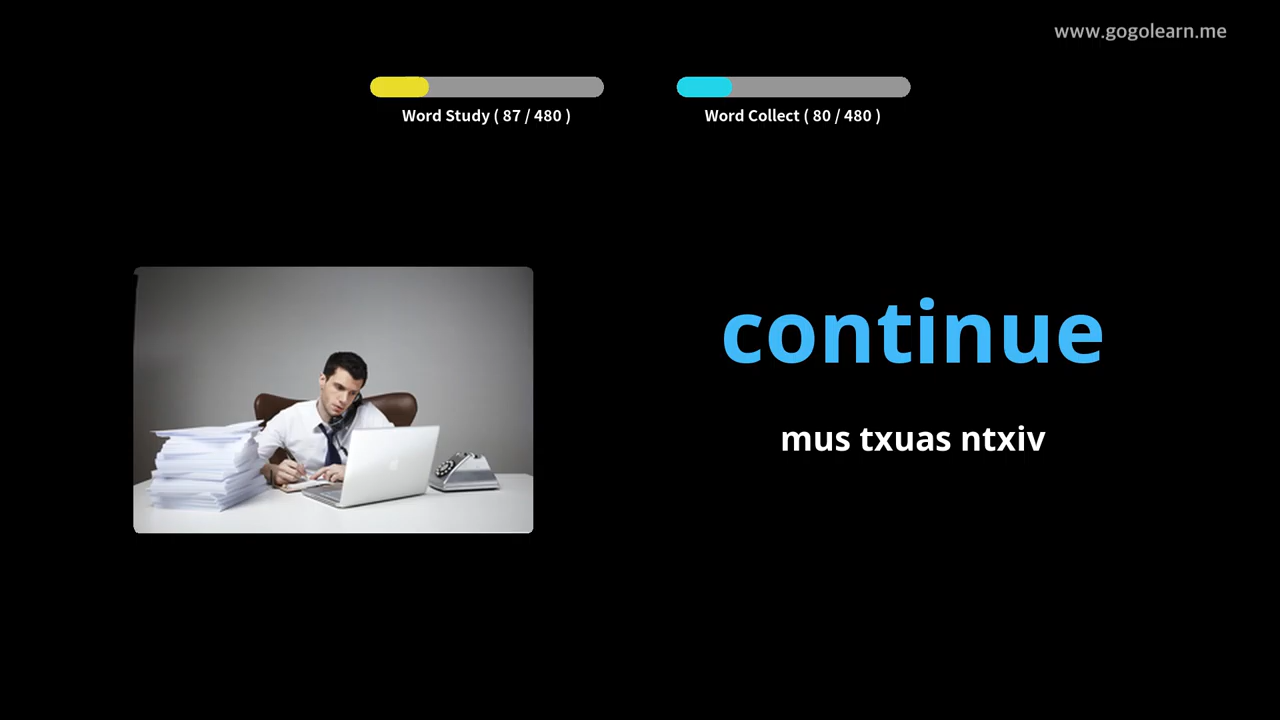 www.gogolearn.me
Word Study ( 87 / 480 )
Word Collect ( 80 / 480 )
continue
mus txuas ntxiv